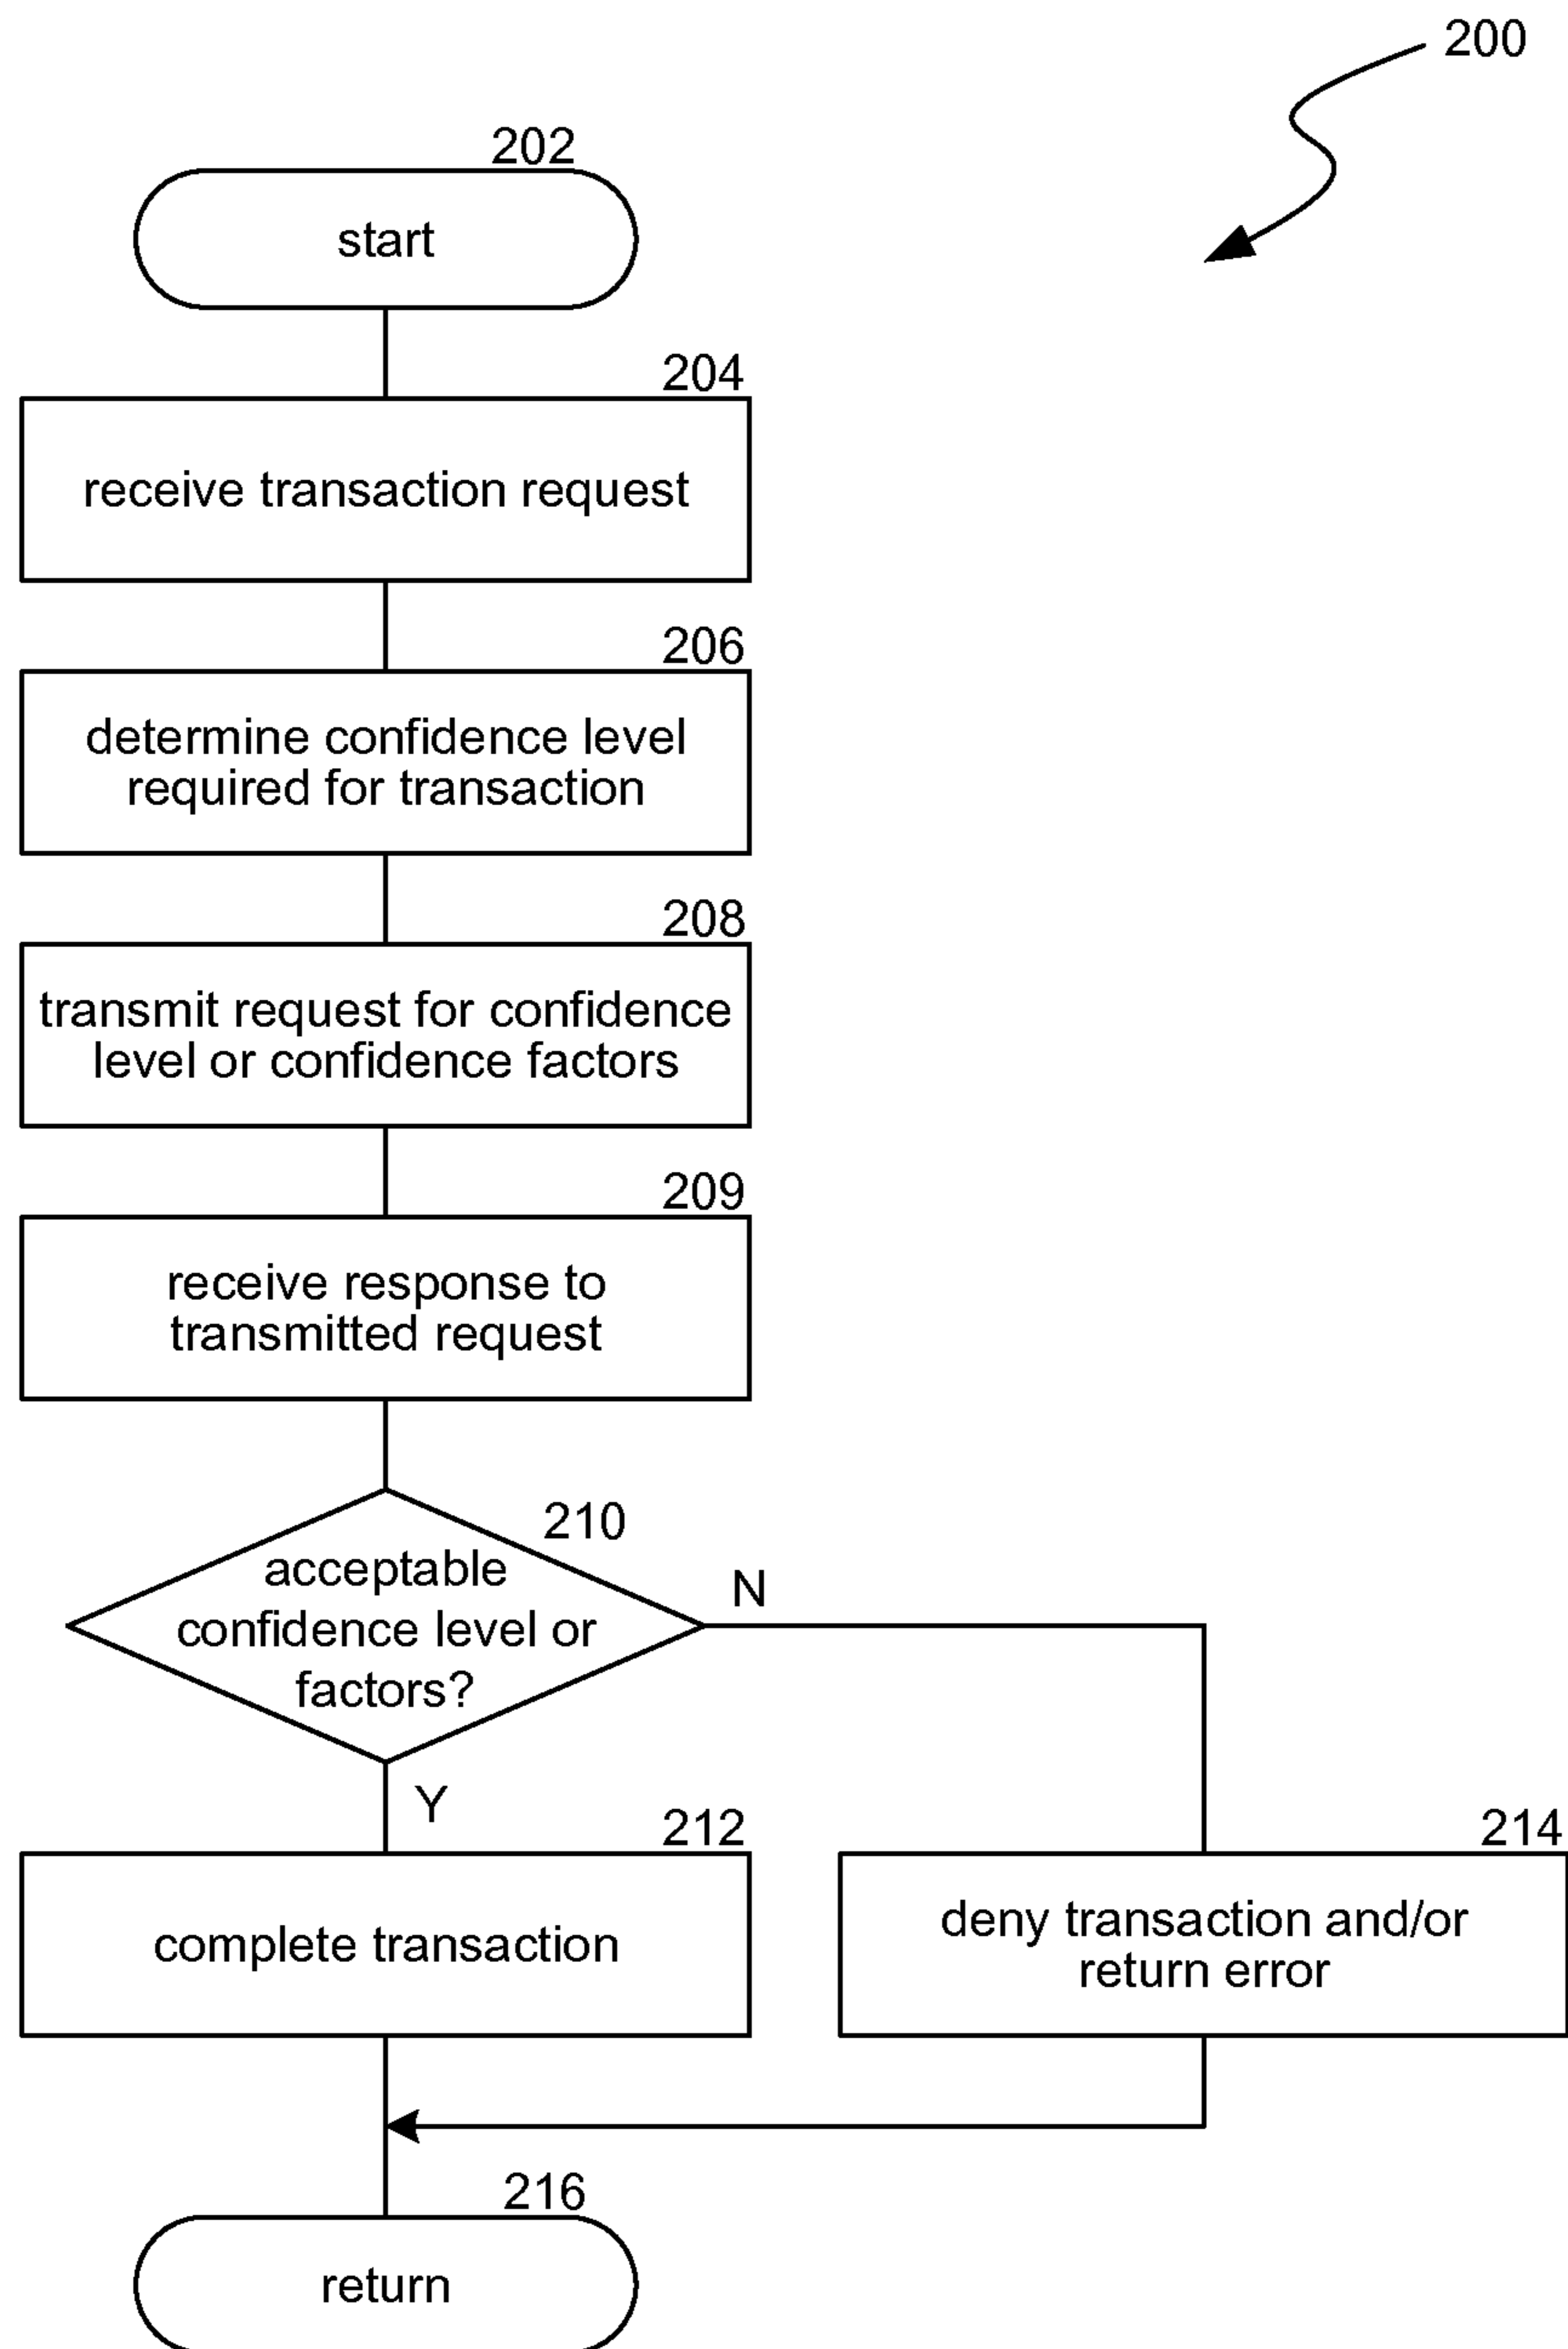 200
202
start
204
receive transaction request
206
determine confidence level
required for transaction
208
transmit request for confidence
level or confidence factors
209
receive response to
transmitted request
210
acceptable
confidence level or
factors?
N
Y
212
complete transaction
214
deny transaction and/or
return error
216
return